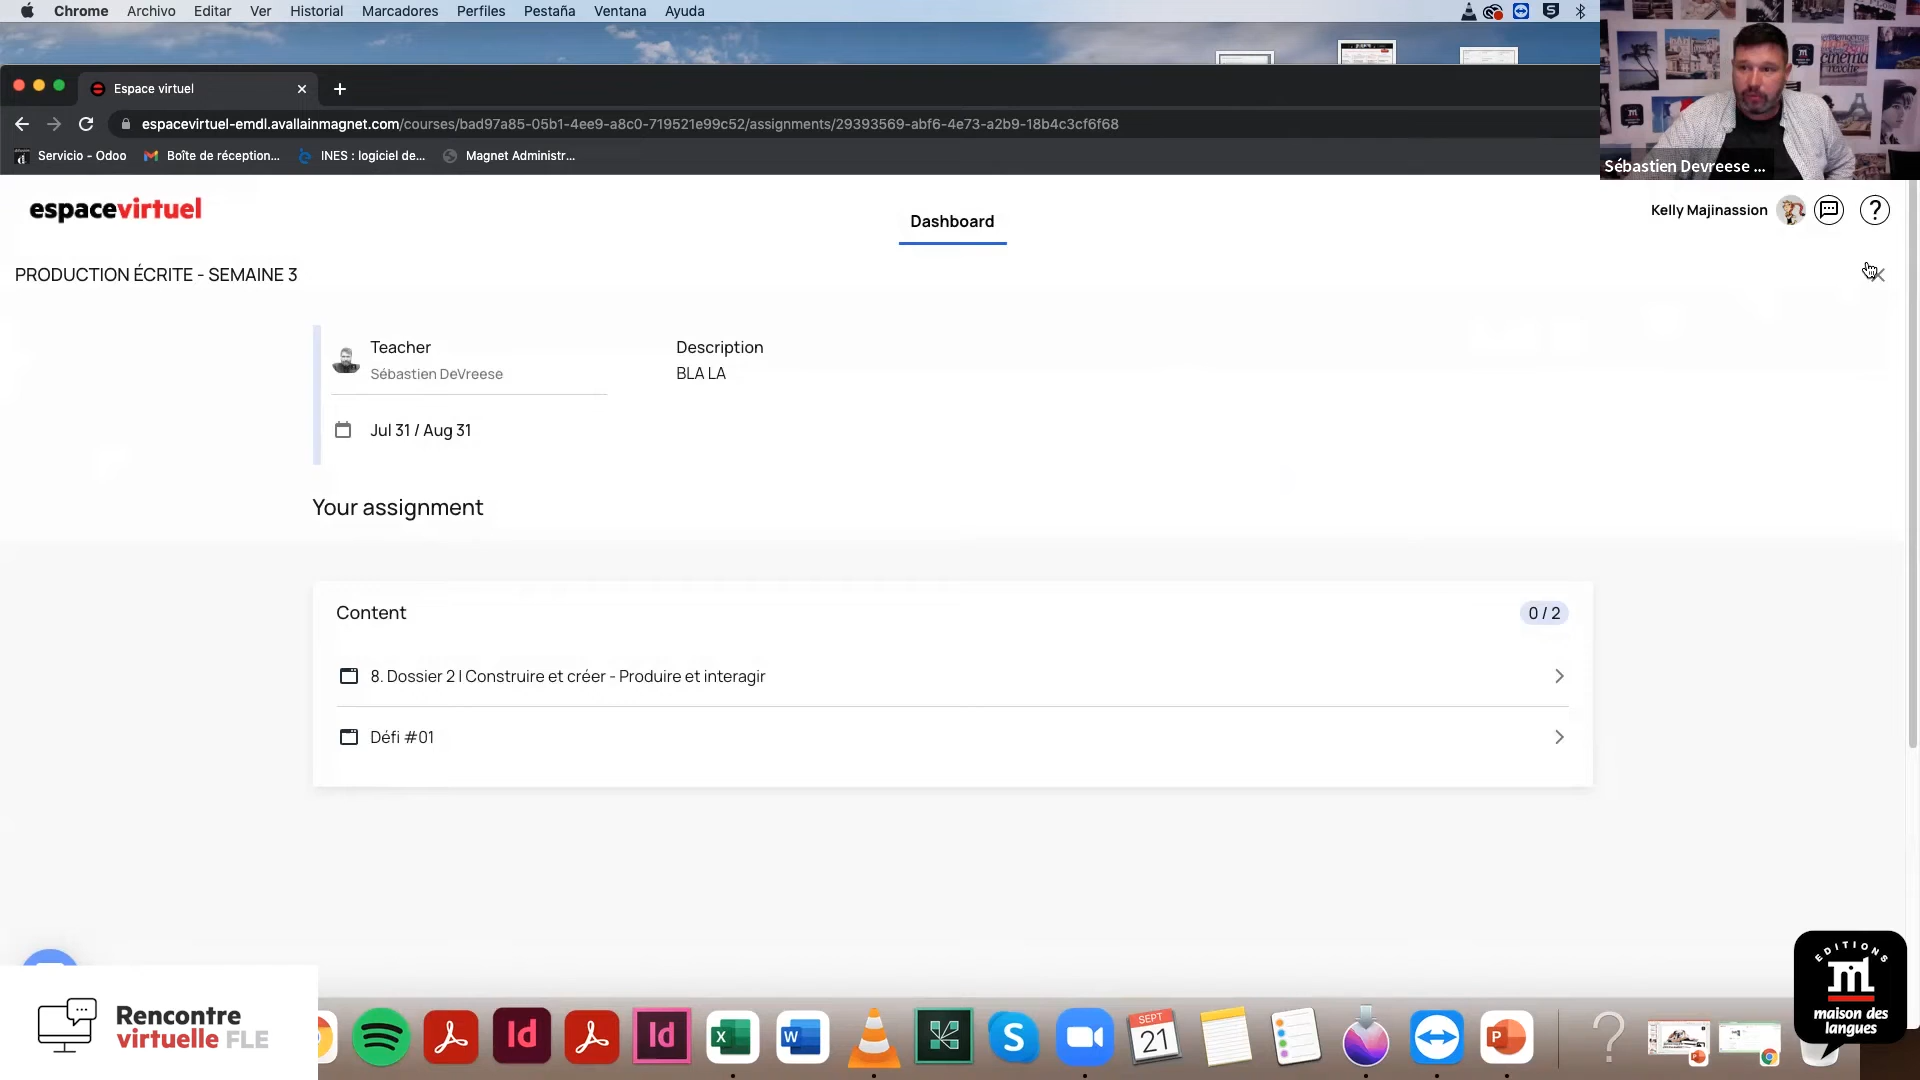 Chrome Archivo Editar Ver Historial Marcadores Perfiles Pestaña Ventana Ayuda
Espace virtuel
espacevirtuel-emdl.avallainmagnet.com/courses/bad97a85-05b1-4ee9-a8c0-719521e99c52/assignments/29393569-abf6-4e73-a2b9-18b4c3cf6f68
Servicio - Odoo Boîte de réception... INES : logiciel de... Magnet Administr...
cinéma
révolte
Sébastien Devreese ...
espacevirtuel
Dashboard
Kelly Majinassion
PRODUCTION ÉCRITE - SEMAINE 3
Teacher
Sébastien DeVreese
Description
BLA LA
Jul 31 / Aug 31
Your assignment
Content
0 / 2
8. Dossier 2 I Construire et créer - Produire et interagir
Défi #01
Rencontre
virtuelle FLE
Id
Id
X
W
S
SEPT
21
P
EDITIONS
maison des
langues